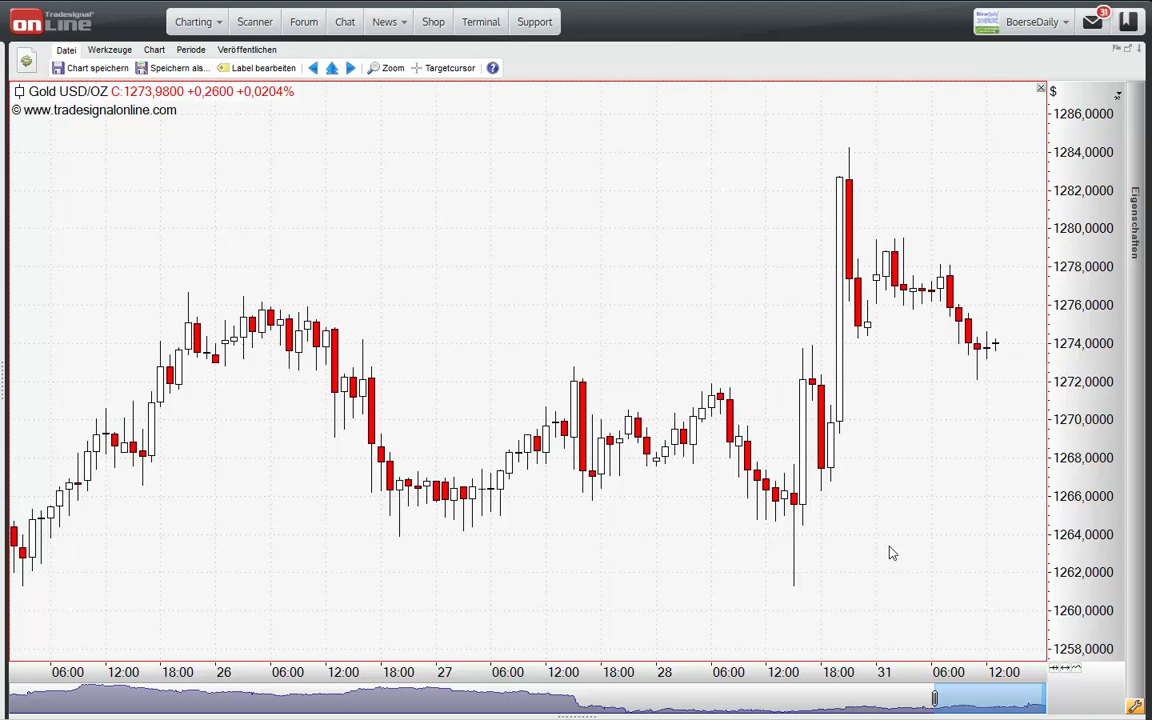 Tradesignal
onLine
Charting
Scanner
Forum
Chat
News
Shop
Terminal
Support
BoerseDaily
31
Datei
Werkzeuge
Chart
Periode
Veröffentlichen
Chart speichern
Speichern als...
Label bearbeiten
Zoom
Targetcursor
?
Gold USD/OZ C:1273,9800 +0,2600 +0,0204%
© www.tradesignalonline.com
$
1286,0000
1284,0000
1282,0000
1280,0000
1278,0000
1276,0000
1274,0000
1272,0000
1270,0000
1268,0000
1266,0000
1264,0000
1262,0000
1260,0000
1258,0000
Eigenschaften
06:00 12:00 18:00 26 06:00 12:00 18:00 27 06:00 12:00 18:00 28 06:00 12:00 18:00 31 06:00 12:00